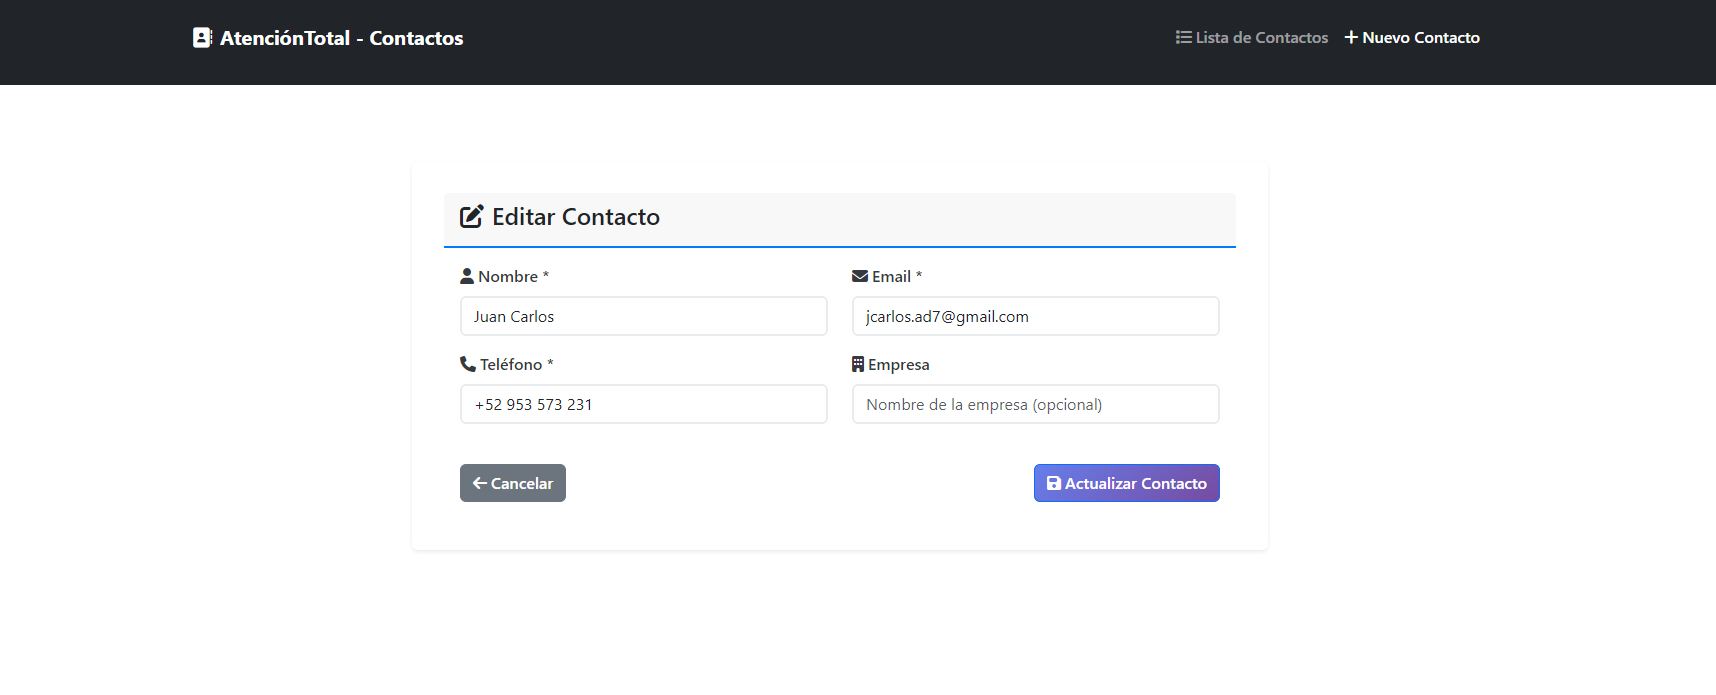 AtenciónTotal - Contactos
Lista de Contactos
Nuevo Contacto
Editar Contacto
Nombre *
Email *
Juan Carlos
jcarlos.ad7@gmail.com
Teléfono *
Empresa
+52 953 573 231
Nombre de la empresa (opcional)
Cancelar
Actualizar Contacto